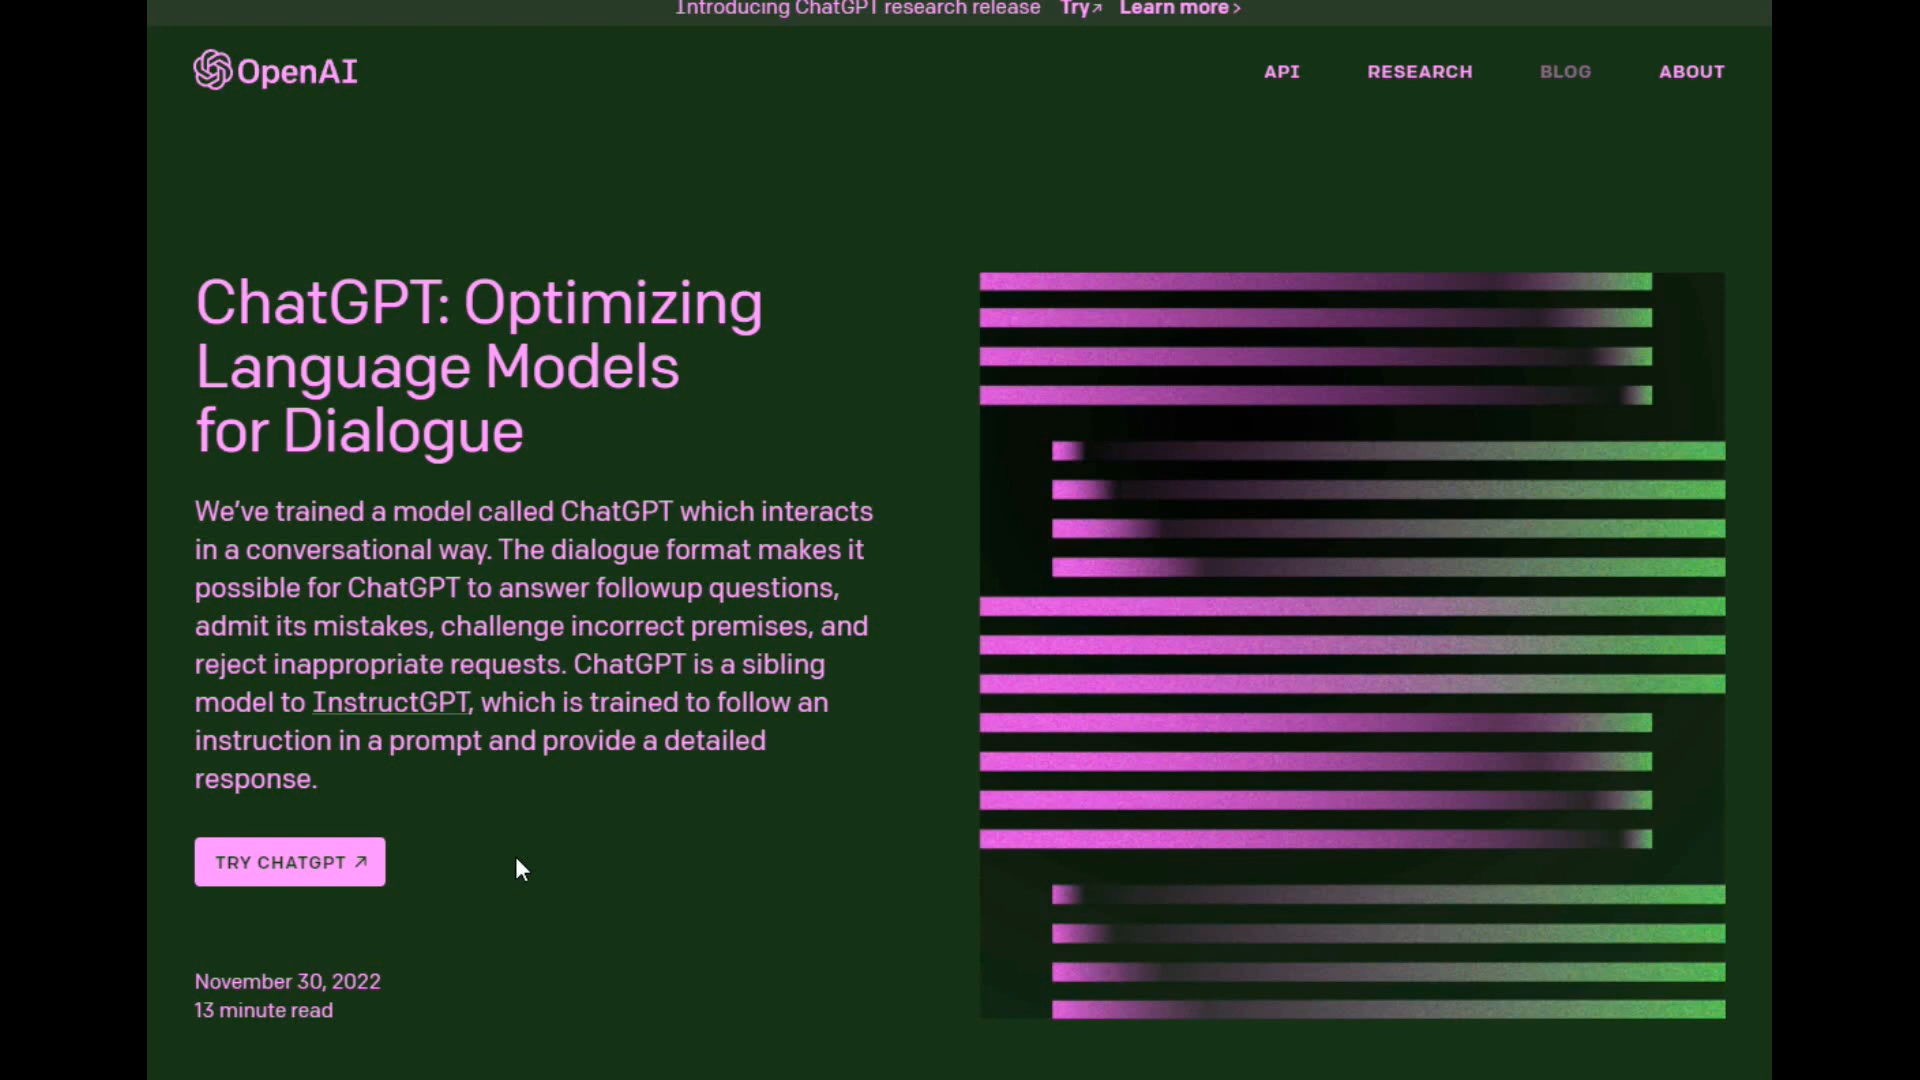 Introducing ChatGPT research release Try↗ Learn more ›
OpenAI
API RESEARCH BLOG ABOUT
ChatGPT: Optimizing
Language Models
for Dialogue
We’ve trained a model called ChatGPT which interacts
in a conversational way. The dialogue format makes it
possible for ChatGPT to answer followup questions,
admit its mistakes, challenge incorrect premises, and
reject inappropriate requests. ChatGPT is a sibling
model to InstructGPT, which is trained to follow an
instruction in a prompt and provide a detailed
response.
TRY CHATGPT ↗
November 30, 2022
13 minute read